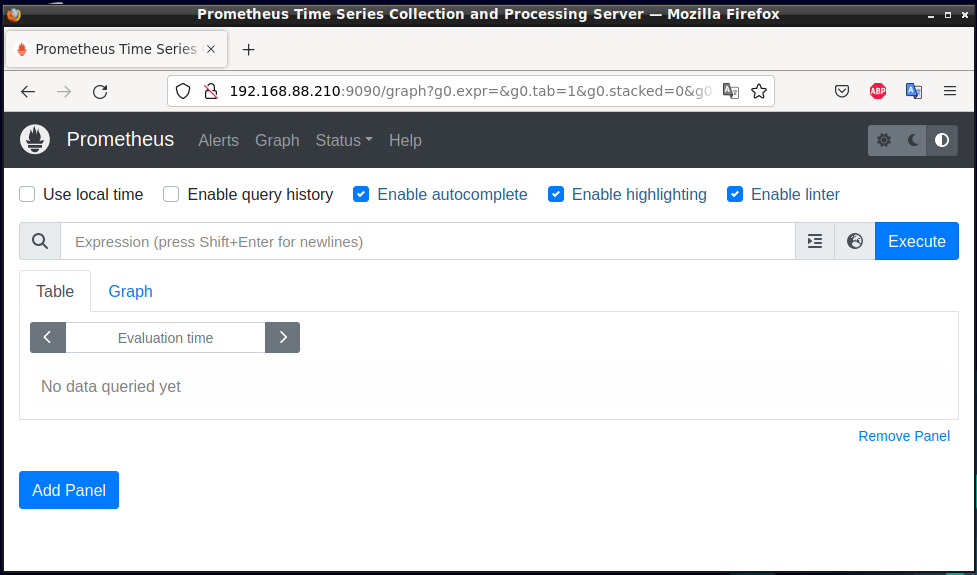 Prometheus Time Series Collection and Processing Server — Mozilla Firefox
Prometheus Time Series
192.168.88.210:9090/graph?g0.expr=&g0.tab=1&g0.stacked=0&g0
ABP
Prometheus Alerts Graph Status Help
Use local time Enable query history Enable autocomplete Enable highlighting Enable linter
Expression (press Shift+Enter for newlines) Execute
Table Graph
Evaluation time
No data queried yet
Remove Panel
Add Panel